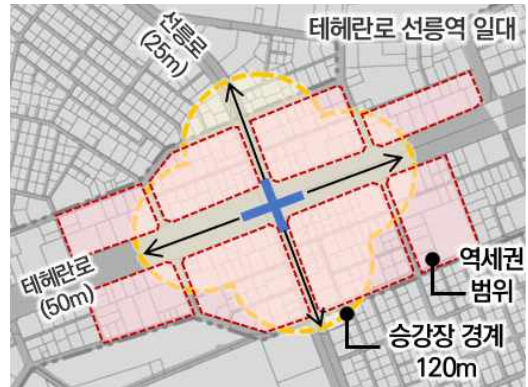 테헤란로 선릉역 일대
선릉로
(25m)
테헤란로
(50m)
역세권
범위
승강장 경계
120m